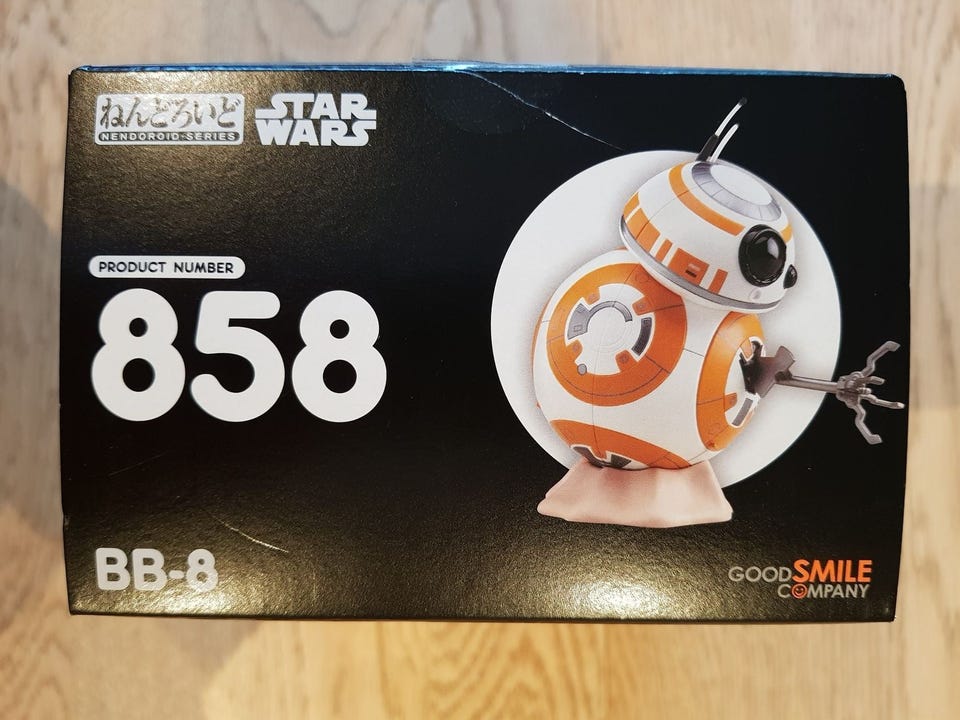 ねんどろいど
NENDOROID·SERIES
STAR
WARS
PRODUCT NUMBER
858
BB-8
GOOD SMILE
COMPANY